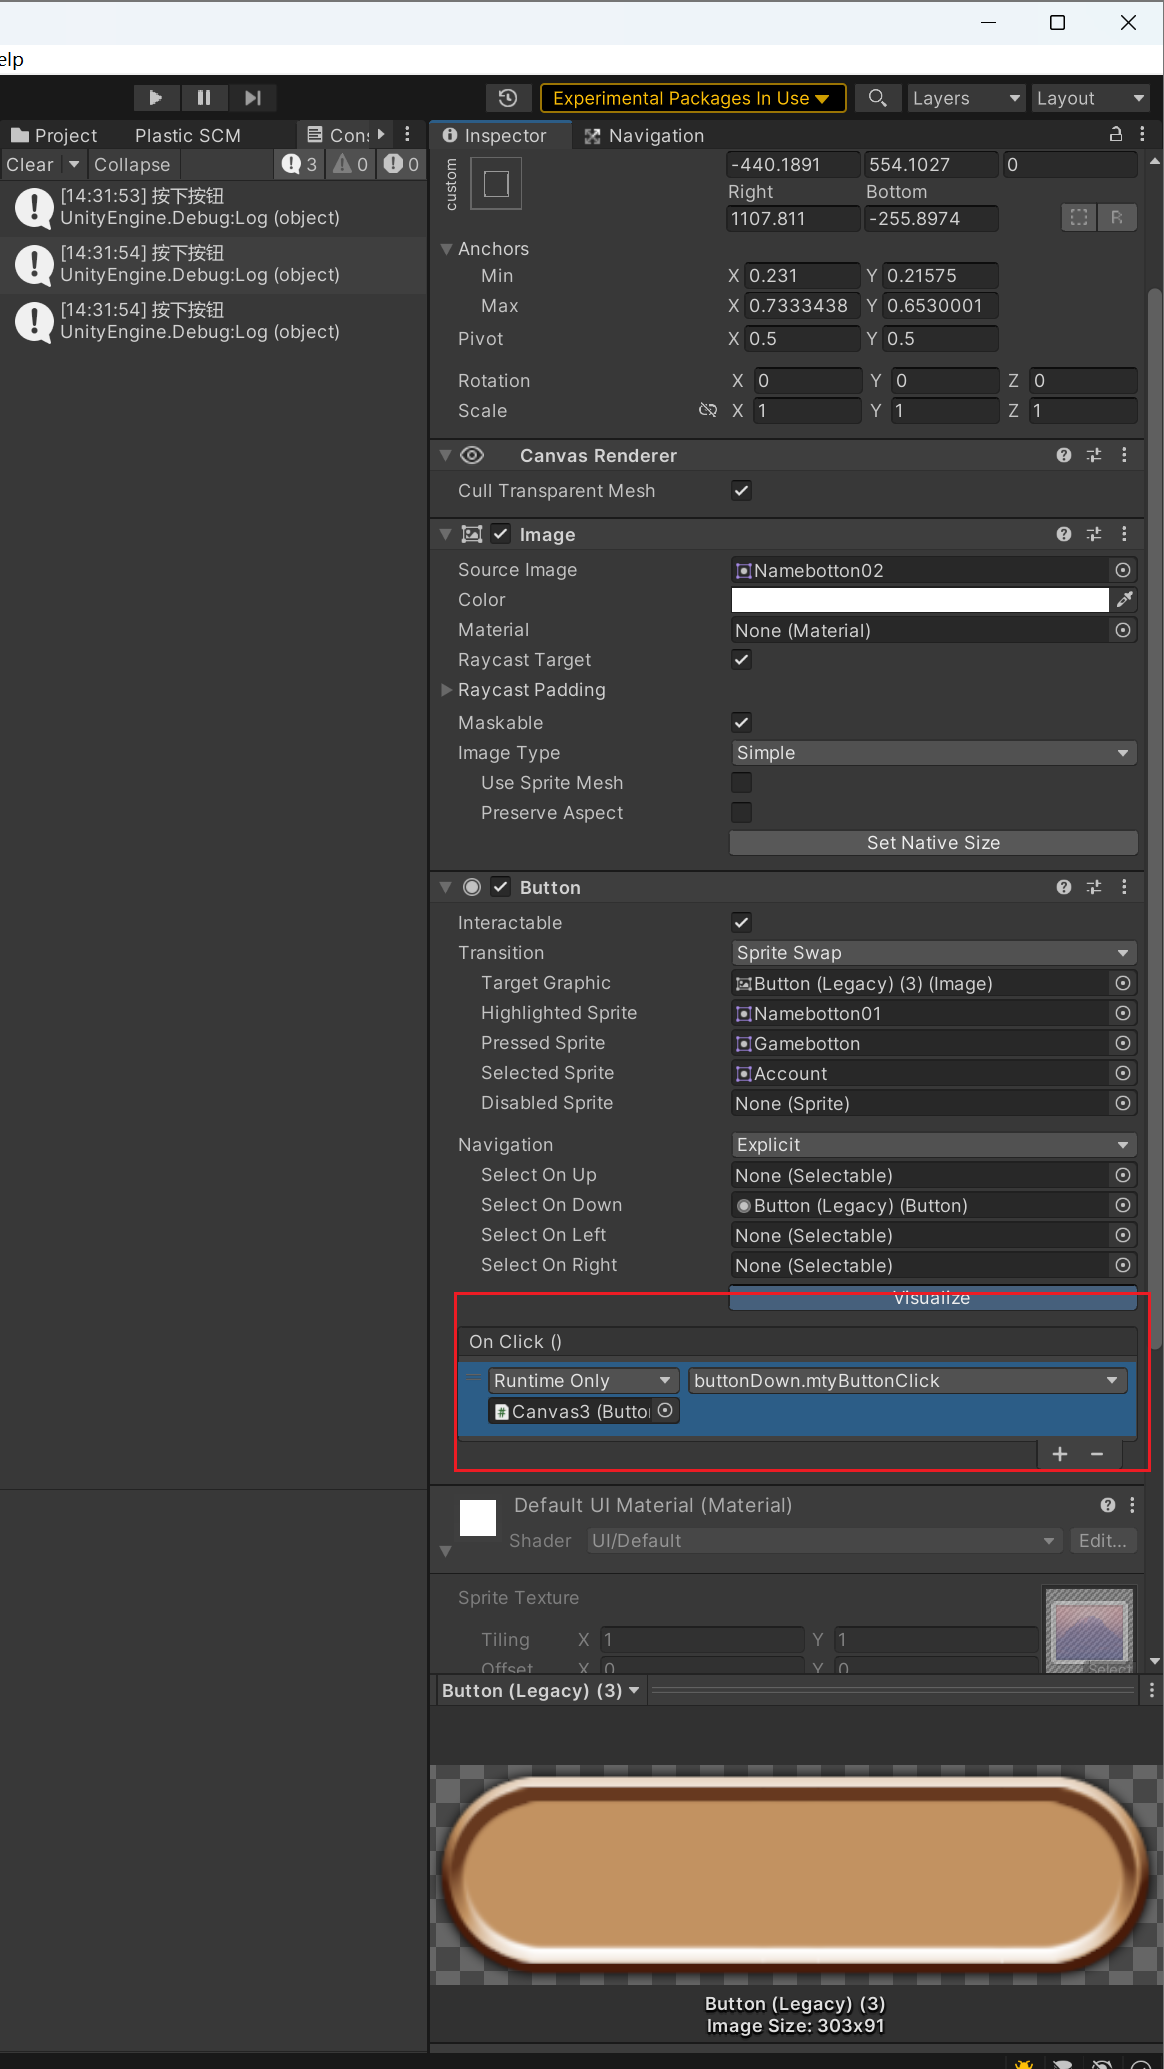 elp
Experimental Packages In Use
Layers
Layout
Project
Plastic SCM
Cons
Clear
Collapse
3
0
0
[14:31:53] 按下按钮
UnityEngine.Debug:Log (object)
[14:31:54] 按下按钮
UnityEngine.Debug:Log (object)
[14:31:54] 按下按钮
UnityEngine.Debug:Log (object)
Inspector
Navigation
custom
-440.1891 554.1027 0
Right Bottom
1107.811 -255.8974
R
Anchors
Min X 0.231 Y 0.21575
Max X 0.7333438 Y 0.6530001
Pivot X 0.5 Y 0.5
Rotation X 0 Y 0 Z 0
Scale X 1 Y 1 Z 1
Canvas Renderer
Cull Transparent Mesh
Image
Source Image Namebotton02
Color
Material None (Material)
Raycast Target
Raycast Padding
Maskable
Image Type Simple
Use Sprite Mesh
Preserve Aspect
Set Native Size
Button
Interactable
Transition Sprite Swap
Target Graphic Button (Legacy) (3) (Image)
Highlighted Sprite Namebotton01
Pressed Sprite Gamebotton
Selected Sprite Account
Disabled Sprite None (Sprite)
Navigation Explicit
Select On Up None (Selectable)
Select On Down Button (Legacy) (Button)
Select On Left None (Selectable)
Select On Right None (Selectable)
Visualize
On Click ()
Runtime Only buttonDown.mtyButtonClick
Canvas3 (Butto
+ −
Default UI Material (Material)
Shader UI/Default Edit...
Sprite Texture
Tiling X 1 Y 1
Offset X 0 Y 0
Select
Button (Legacy) (3)
Button (Legacy) (3)
Image Size: 303x91